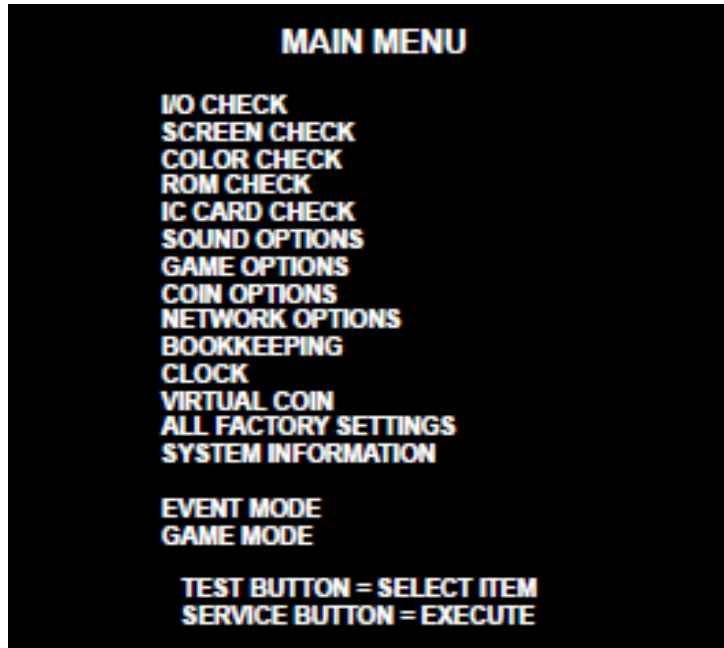 MAIN MENU
I/O CHECK
SCREEN CHECK
COLOR CHECK
ROM CHECK
IC CARD CHECK
SOUND OPTIONS
GAME OPTIONS
COIN OPTIONS
NETWORK OPTIONS
BOOKKEEPING
CLOCK
VIRTUAL COIN
ALL FACTORY SETTINGS
SYSTEM INFORMATION
EVENT MODE
GAME MODE
TEST BUTTON = SELECT ITEM
SERVICE BUTTON = EXECUTE